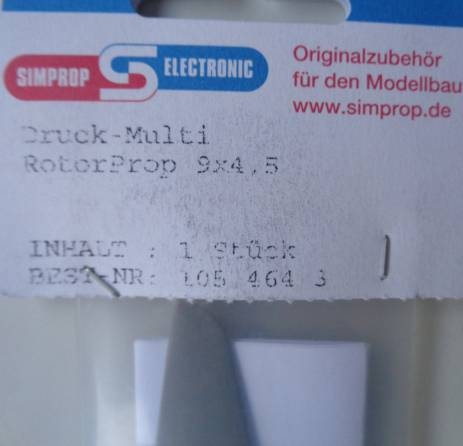 SIMPROP ELECTRONIC
Originalzubehör
für den Modellbau
www.simprop.de
Druck-Multi
RotorProp 9x4,5
INHALT : 1 Stück
BEST-NR: 105 464 3